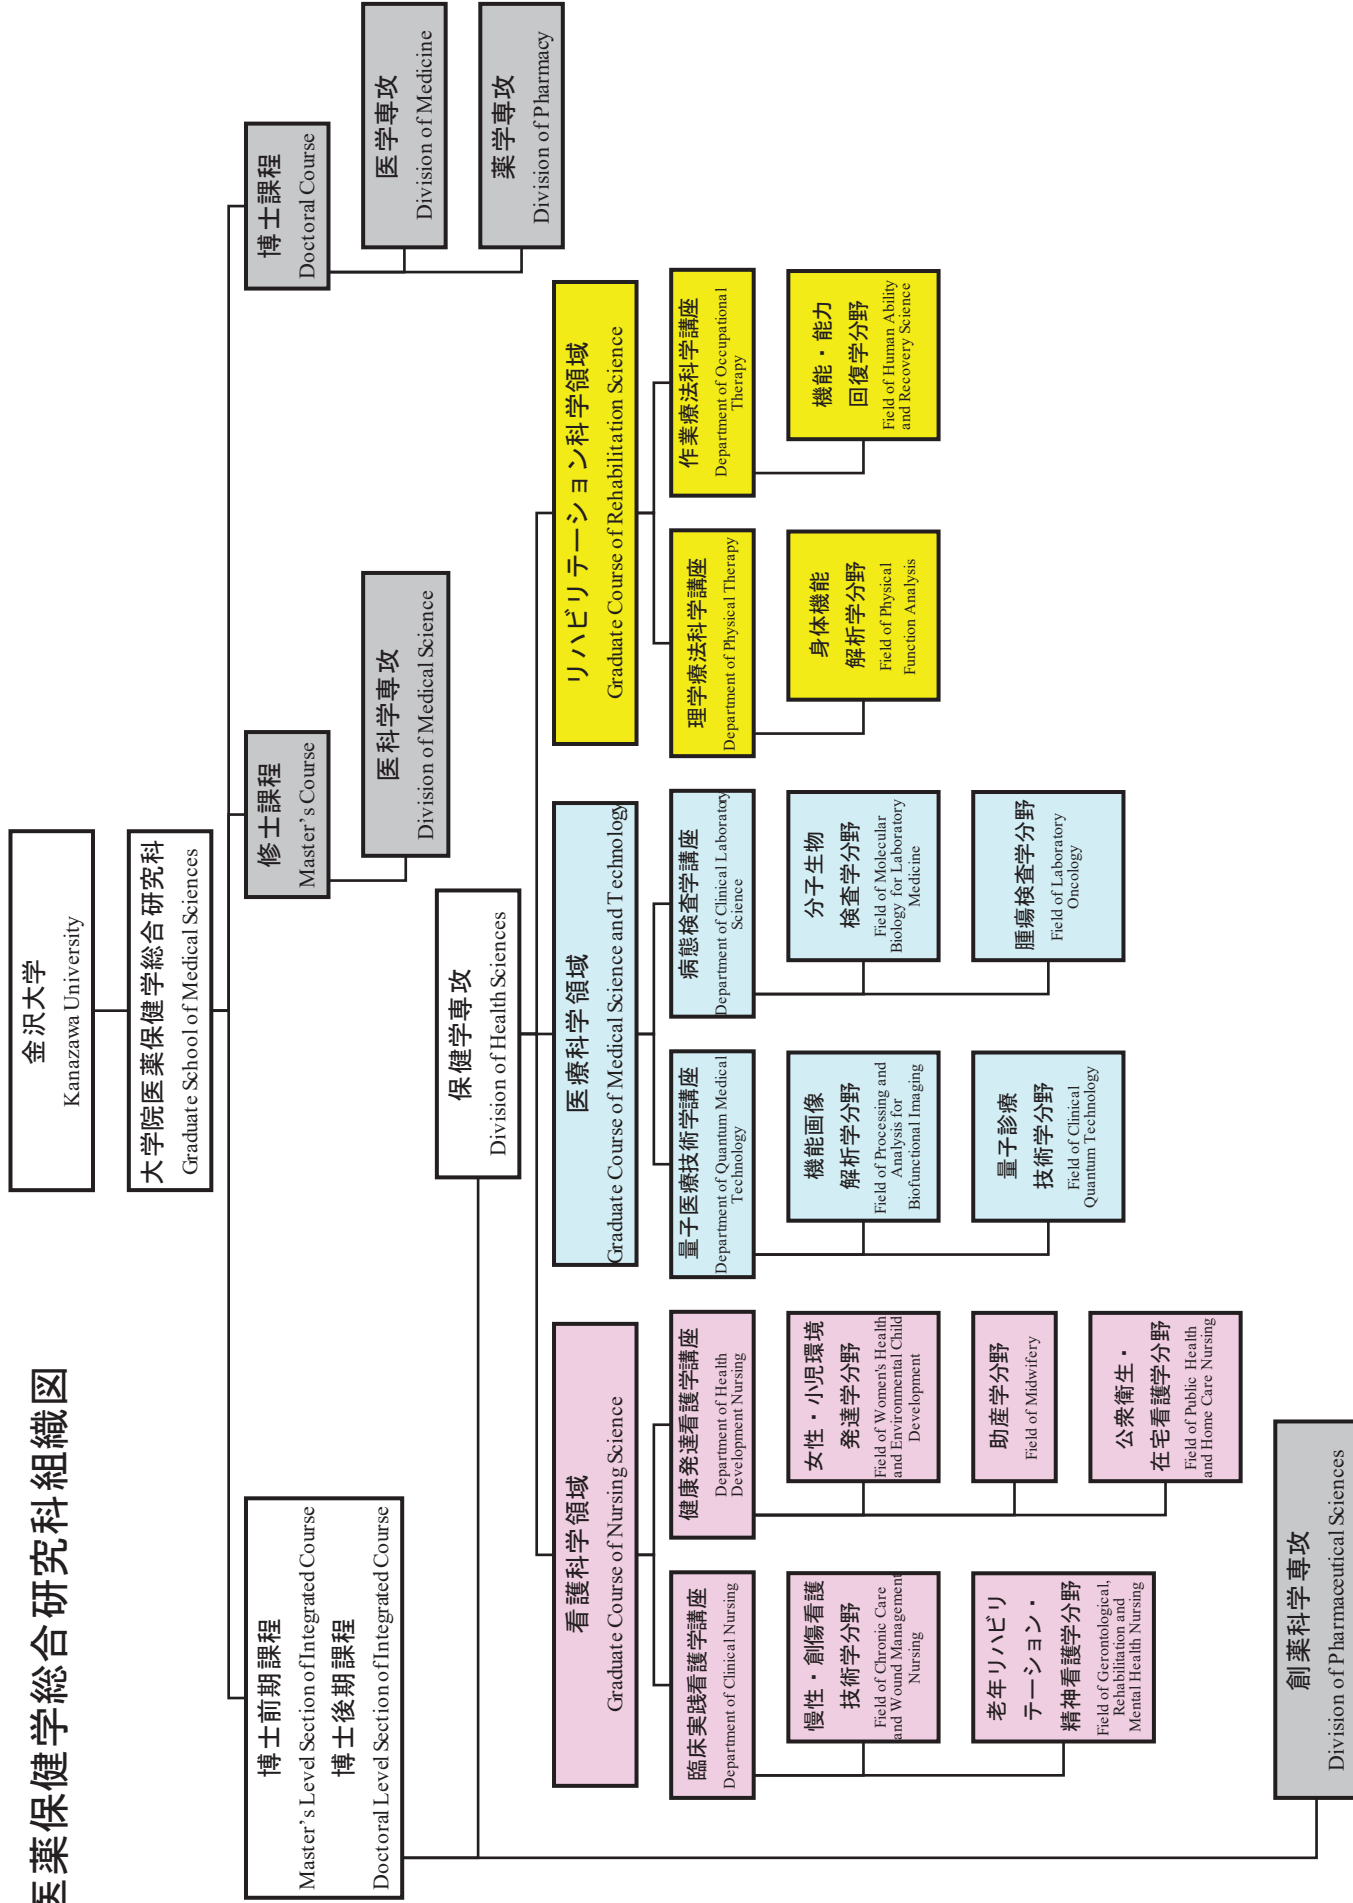 医薬保健学総合研究科組織図
金沢大学
Kanazawa University
大学院医薬保健学総合研究科
Graduate School of Medical Sciences
博士前期課程
Master's Level Section of Integrated Course
博士後期課程
Doctoral Level Section of Integrated Course
修士課程
Master's Course
博士課程
Doctoral Course
医科学専攻
Division of Medical Science
医学専攻
Division of Medicine
薬学専攻
Division of Pharmacy
保健学専攻
Division of Health Sciences
看護科学領域
Graduate Course of Nursing Science
医療科学領域
Graduate Course of Medical Science and Technology
リハビリテーション科学領域
Graduate Course of Rehabilitation Science
臨床実践看護学講座
Department of Clinical Nursing
健康発達看護学講座
Department of Health
Development Nursing
量子医療技術学講座
Department of Quantum Medical
Technology
病態検査学講座
Department of Clinical Laboratory
Science
理学療法科学講座
Department of Physical Therapy
作業療法科学講座
Department of Occupational
Therapy
慢性・創傷看護
技術学分野
Field of Chronic Care
and Wound Management
Nursing
女性・小児環境
発達学分野
Field of Women's Health
and Environmental Child
Development
機能画像
解析学分野
Field of Processing and
Analysis for
Biofunctional Imaging
分子生物
検査学分野
Field of Molecular
Biology for Laboratory
Medicine
身体機能
解析学分野
Field of Physical
Function Analysis
機能・能力
回復学分野
Field of Human Ability
and Recovery Science
老年リハビリ
テーション・
精神看護学分野
Field of Gerontological,
Rehabilitation and
Mental Health Nursing
助産学分野
Field of Midwifery
量子診療
技術学分野
Field of Clinical
Quantum Technology
腫瘍検査学分野
Field of Laboratory
Oncology
公衆衛生・
在宅看護学分野
Field of Public Health
and Home Care Nursing
創薬科学専攻
Division of Pharmaceutical Sciences